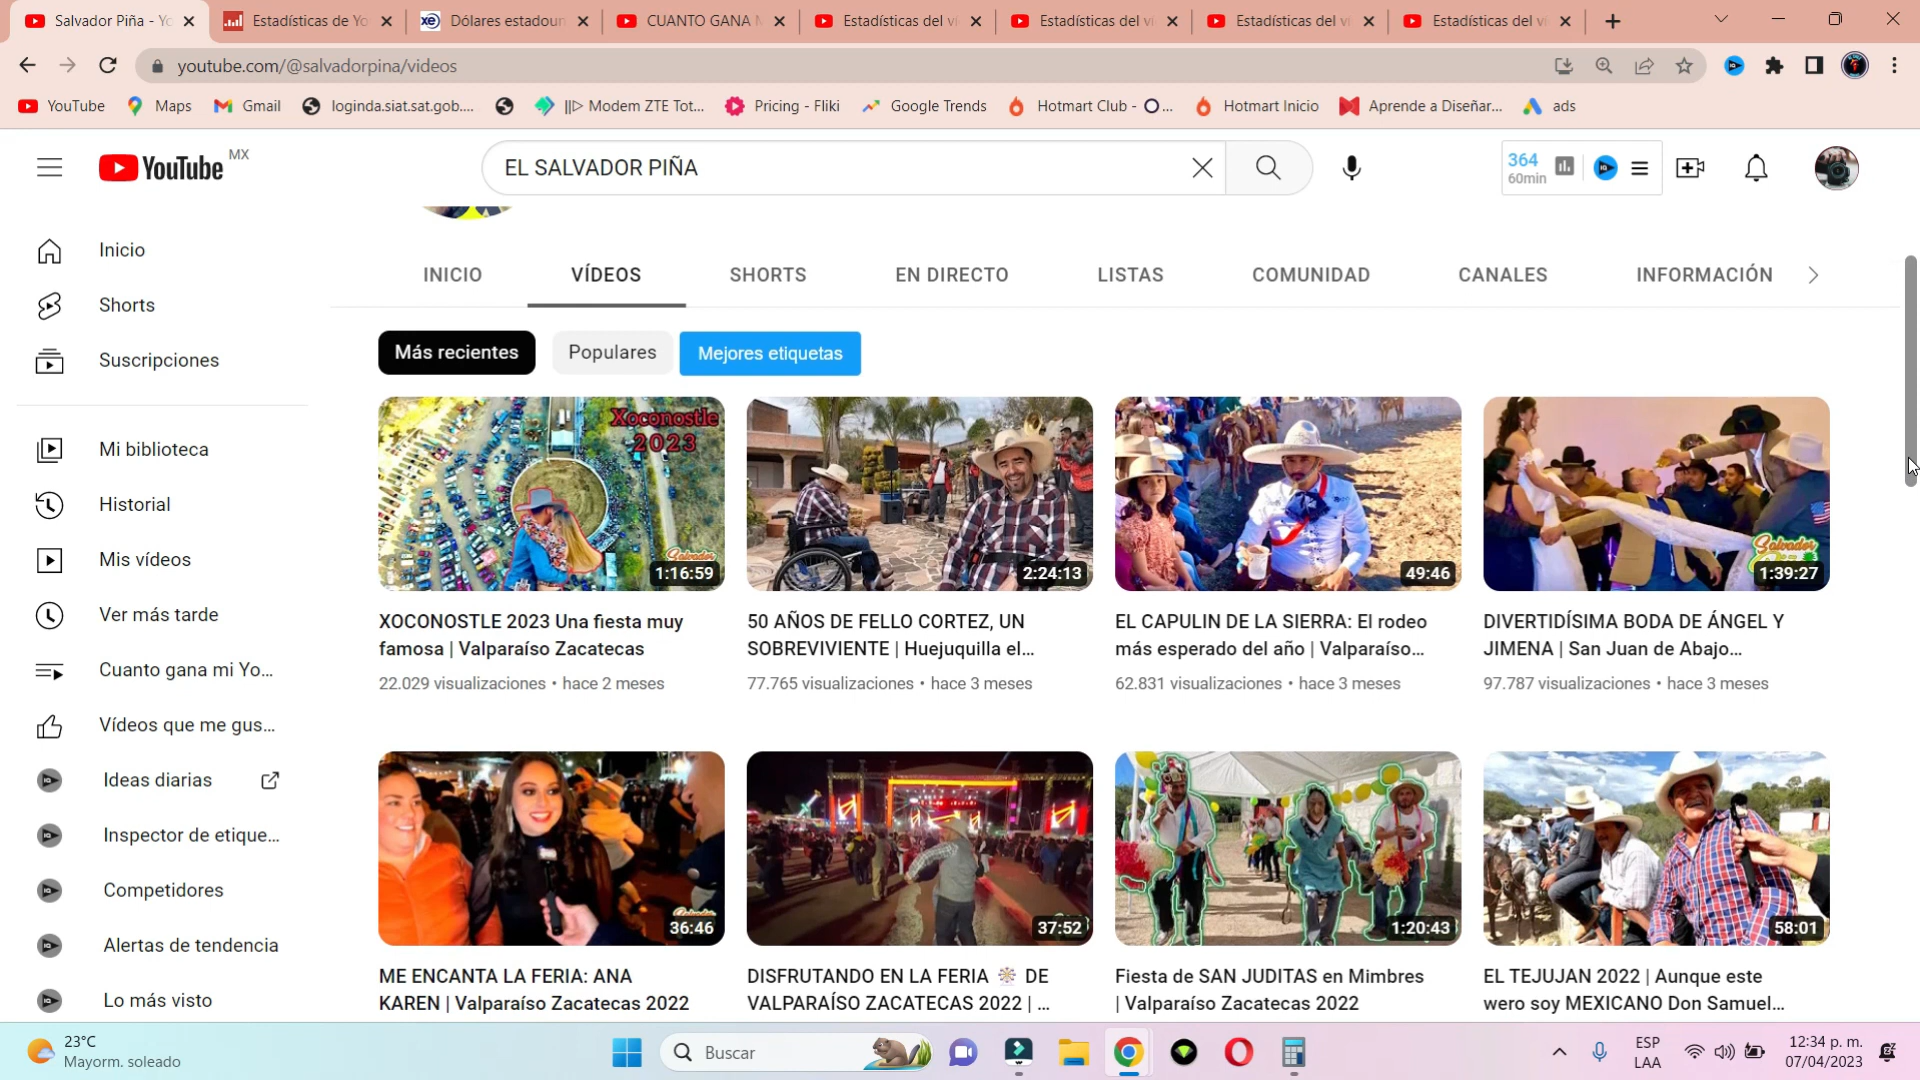 Salvador Piña - Yo
Estadísticas de Yo
Dólares estadoun
CUANTO GANA
Estadísticas del v
Estadísticas del vi
Estadísticas del vi
Estadísticas del v
youtube.com/@salvadorpina/videos
YouTube
Maps
Gmail
loginda.siat.sat.gob....
||▷ Modem ZTE Tot...
Pricing - Fliki
Google Trends
Hotmart Club - O...
Hotmart Inicio
Aprende a Diseñar...
ads
YouTube MX
EL SALVADOR PIÑA
364
60min
Inicio
Shorts
Suscripciones
Mi biblioteca
Historial
Mis vídeos
Ver más tarde
Cuanto gana mi Yo...
Vídeos que me gus...
Ideas diarias
Inspector de etique...
Competidores
Alertas de tendencia
Lo más visto
INICIO
VÍDEOS
SHORTS
EN DIRECTO
LISTAS
COMUNIDAD
CANALES
INFORMACIÓN
Más recientes
Populares
Mejores etiquetas
Xoconostle
2023
Salvador
1:16:59
2:24:13
49:46
Salvador
1:39:27
XOCONOSTLE 2023 Una fiesta muy
famosa | Valparaíso Zacatecas
22.029 visualizaciones • hace 2 meses
50 AÑOS DE FELLO CORTEZ, UN
SOBREVIVIENTE | Huejuquilla el...
77.765 visualizaciones • hace 3 meses
EL CAPULIN DE LA SIERRA: El rodeo
más esperado del año | Valparaíso...
62.831 visualizaciones • hace 3 meses
DIVERTIDÍSIMA BODA DE ÁNGEL Y
JIMENA | San Juan de Abajo...
97.787 visualizaciones • hace 3 meses
Salvador
36:46
37:52
1:20:43
58:01
ME ENCANTA LA FERIA: ANA
KAREN | Valparaíso Zacatecas 2022
DISFRUTANDO EN LA FERIA 🎡 DE
VALPARAÍSO ZACATECAS 2022 | ...
Fiesta de SAN JUDITAS en Mimbres
| Valparaíso Zacatecas 2022
EL TEJUJAN 2022 | Aunque este
wero soy MEXICANO Don Samuel...
23°C
Mayorm. soleado
Buscar
ESP
LAA
12:34 p. m.
07/04/2023